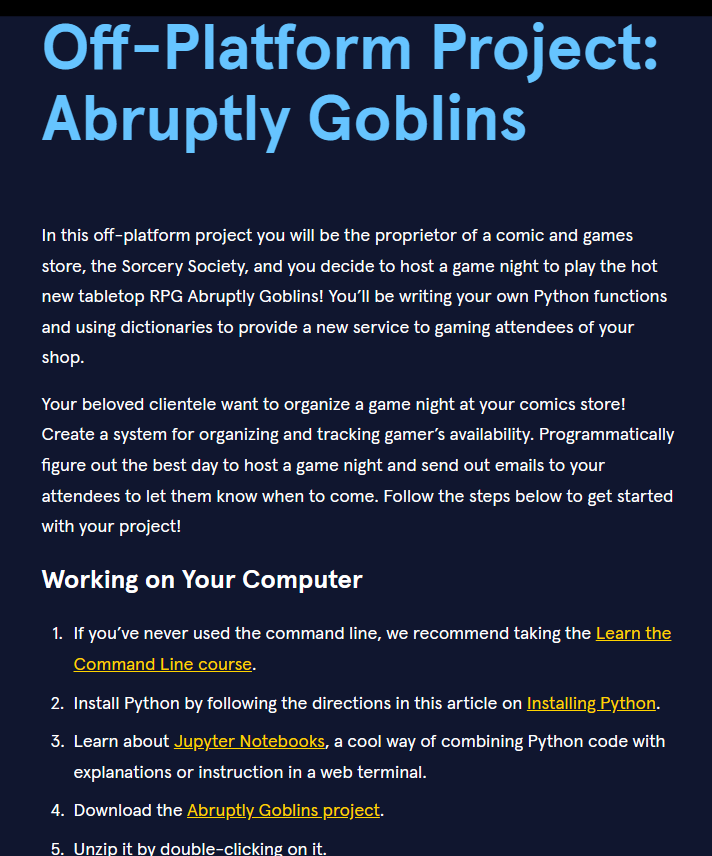 Off-Platform Project:
Abruptly Goblins
In this off-platform project you will be the proprietor of a comic and games
store, the Sorcery Society, and you decide to host a game night to play the hot
new tabletop RPG Abruptly Goblins! You’ll be writing your own Python functions
and using dictionaries to provide a new service to gaming attendees of your
shop.
Your beloved clientele want to organize a game night at your comics store!
Create a system for organizing and tracking gamer’s availability. Programmatically
figure out the best day to host a game night and send out emails to your
attendees to let them know when to come. Follow the steps below to get started
with your project!
Working on Your Computer
1. If you’ve never used the command line, we recommend taking the Learn the
Command Line course.
2. Install Python by following the directions in this article on Installing Python.
3. Learn about Jupyter Notebooks, a cool way of combining Python code with
explanations or instruction in a web terminal.
4. Download the Abruptly Goblins project.
5. Unzip it by double-clicking on it.